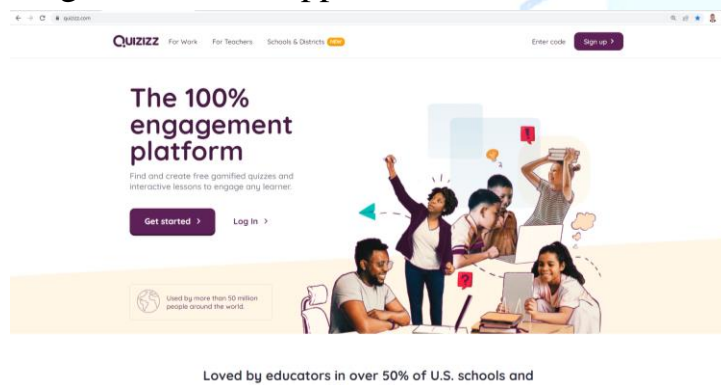 quizizz.com
QUIZIZZ For Work For Teachers Schools & Districts NEW Enter code Sign up >
The 100%
engagement
platform
Find and create free gamified quizzes and
interactive lessons to engage any learner.
Get started > Log In >
Used by more than 50 million
people around the world.
Loved by educators in over 50% of U.S. schools and